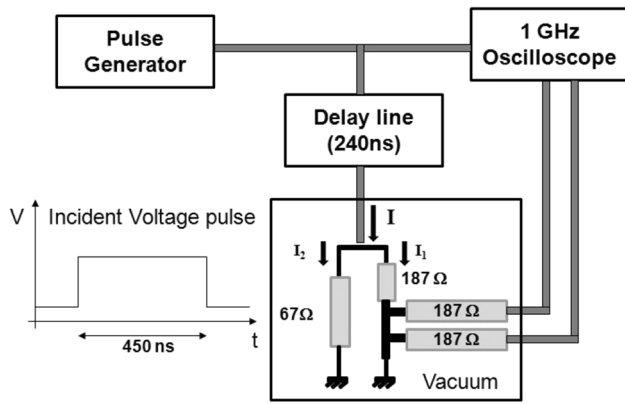 Pulse
Generator
1 GHz
Oscilloscope
Delay line
(240ns)
V
Incident Voltage pulse
450 ns
t
I
I₂
I₁
187 Ω
67Ω
187 Ω
187 Ω
Vacuum